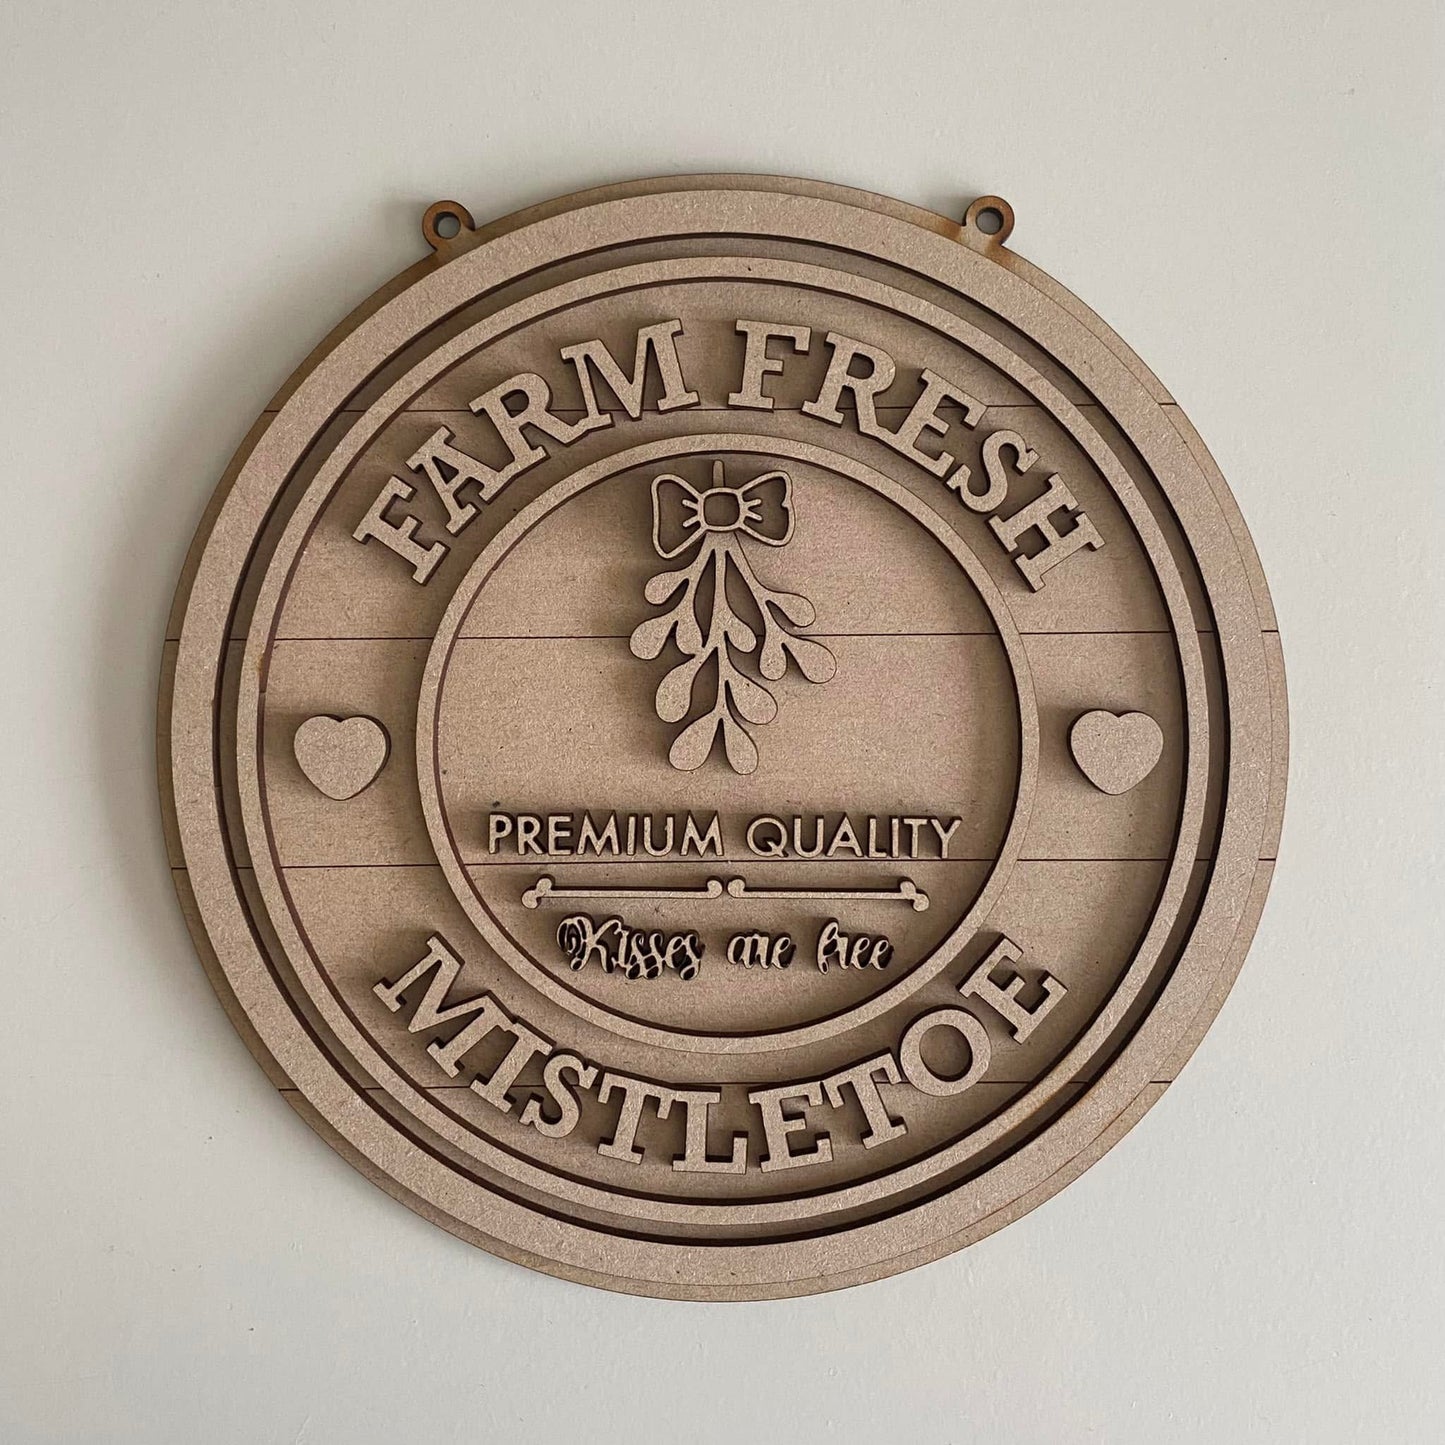 FARM FRESH
PREMIUM QUALITY
Kisses are free
MISTLETOE